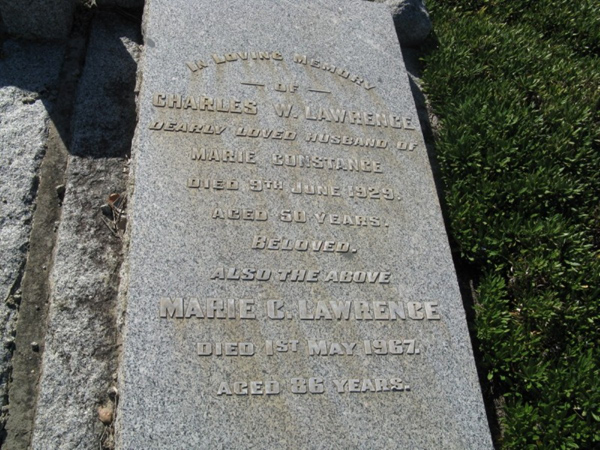 IN LOVING MEMORY
— OF —
CHARLES W. LAWRENCE
DEARLY LOVED HUSBAND OF
MARIE CONSTANCE
DIED 9TH JUNE 1929.
AGED 50 YEARS.
BELOVED.
ALSO THE ABOVE
MARIE C. LAWRENCE
DIED 1ST MAY 1967.
AGED 86 YEARS.